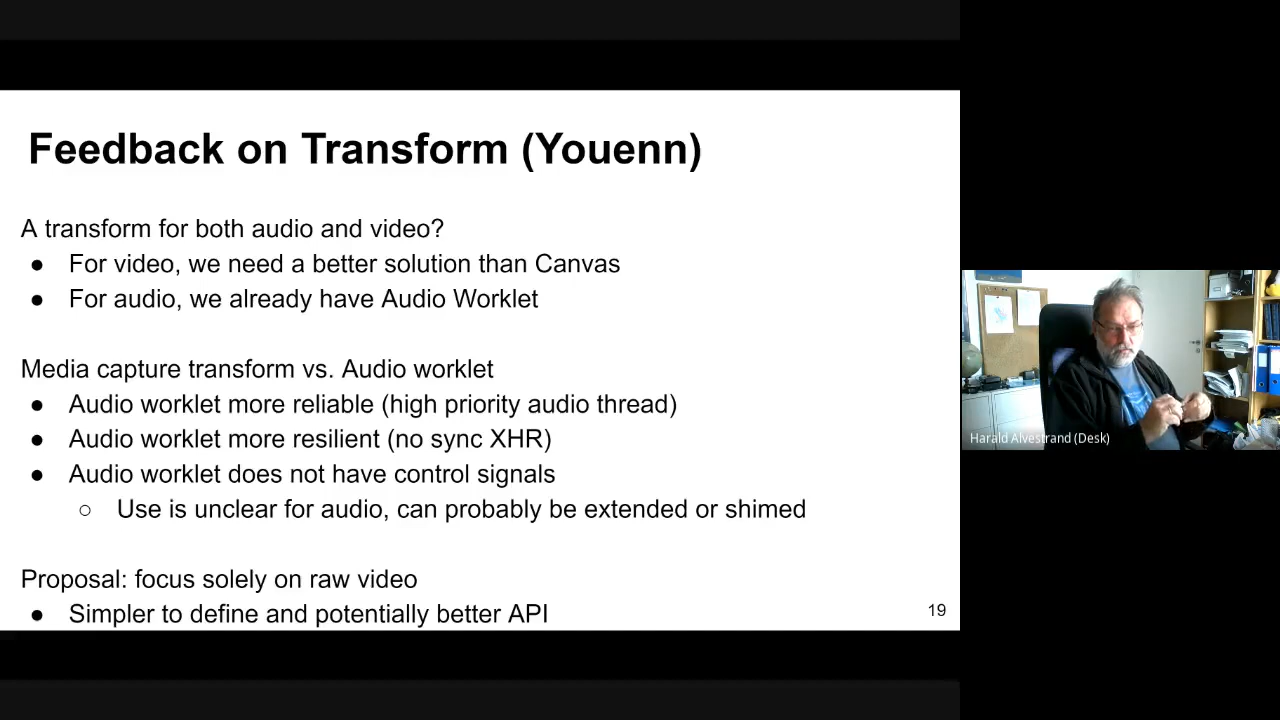 Feedback on Transform (Youenn)
A transform for both audio and video?
● For video, we need a better solution than Canvas
● For audio, we already have Audio Worklet
Media capture transform vs. Audio worklet
● Audio worklet more reliable (high priority audio thread)
● Audio worklet more resilient (no sync XHR)
● Audio worklet does not have control signals
○ Use is unclear for audio, can probably be extended or shimed
Proposal: focus solely on raw video
● Simpler to define and potentially better API
19
Harald Alvestrand (Desk)